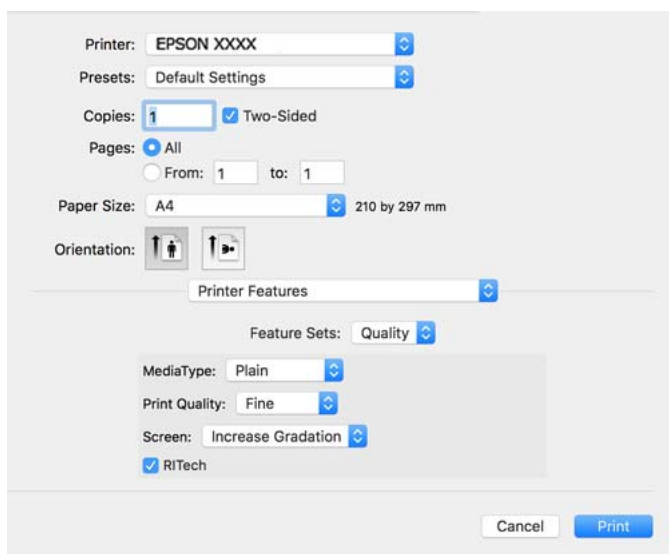 Printer: EPSON XXXX
Presets: Default Settings
Copies: 1 Two-Sided
Pages: All
From: 1 to: 1
Paper Size: A4 210 by 297 mm
Orientation:
Printer Features
Feature Sets: Quality
MediaType: Plain
Print Quality: Fine
Screen: Increase Gradation
RITech
Cancel Print